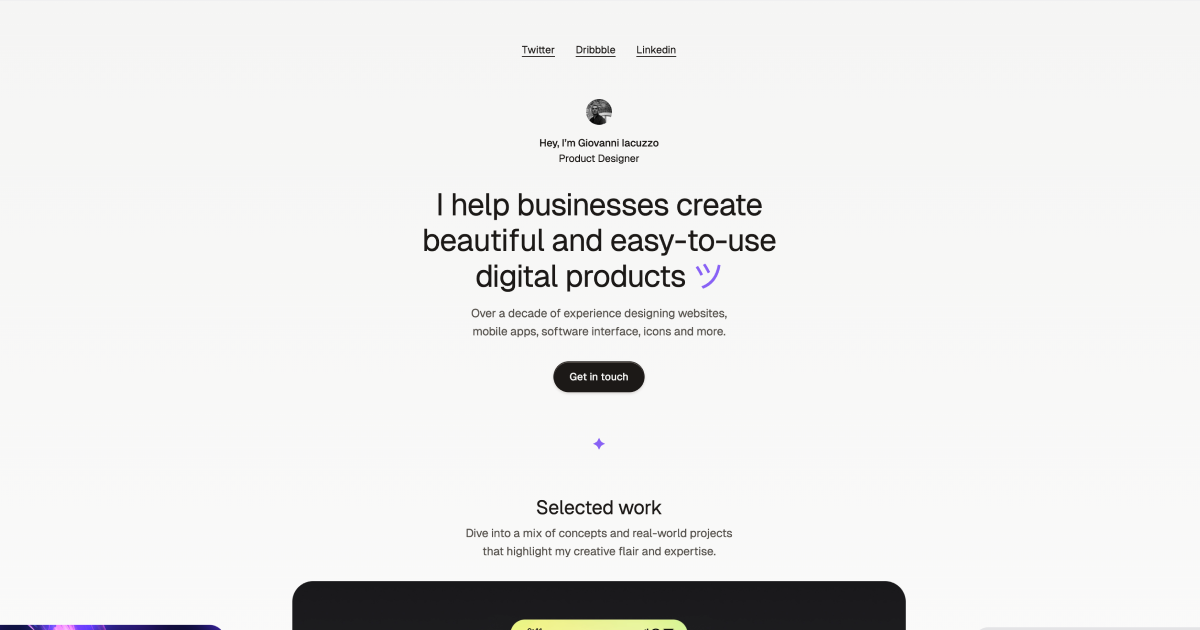 Twitter Dribbble Linkedin
Hey, I'm Giovanni Iacuzzo
Product Designer
I help businesses create
beautiful and easy-to-use
digital products ツ
Over a decade of experience designing websites,
mobile apps, software interface, icons and more.
Get in touch
Selected work
Dive into a mix of concepts and real-world projects
that highlight my creative flair and expertise.